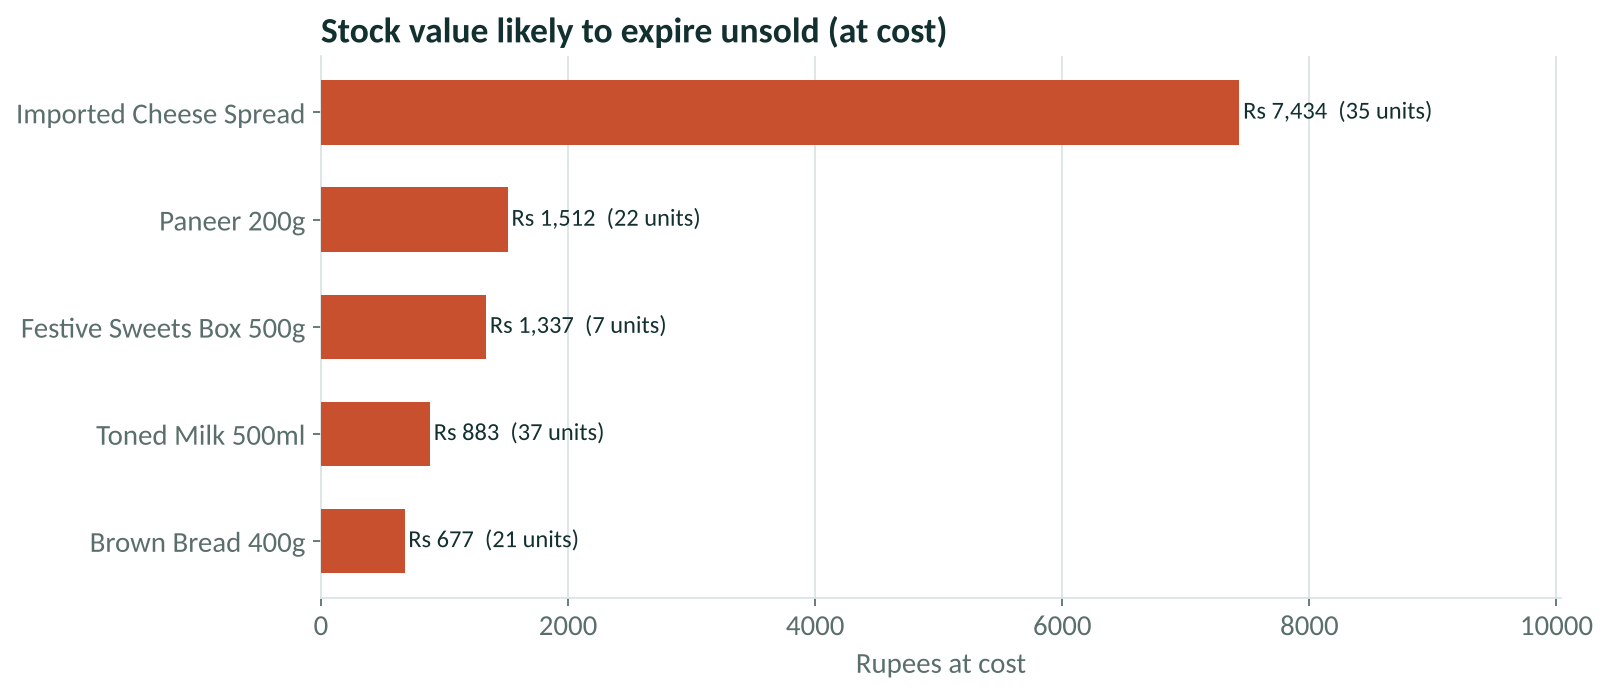 Stock value likely to expire unsold (at cost)
Imported Cheese Spread Rs 7,434 (35 units)
Paneer 200g Rs 1,512 (22 units)
Festive Sweets Box 500g Rs 1,337 (7 units)
Toned Milk 500ml Rs 883 (37 units)
Brown Bread 400g Rs 677 (21 units)
0 2000 4000 6000 8000 10000
Rupees at cost